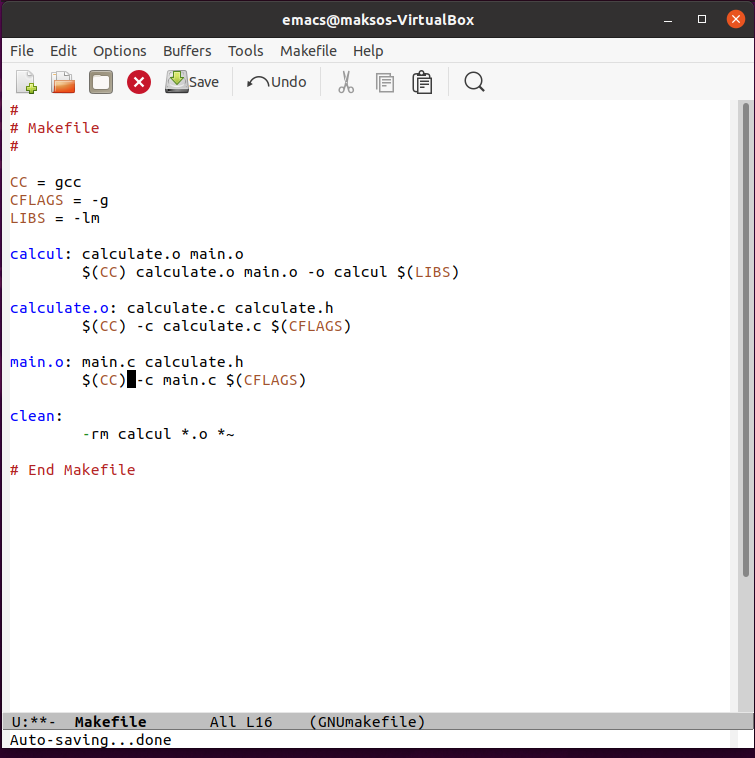 emacs@maksos-VirtualBox
File Edit Options Buffers Tools Makefile Help
Save Undo
#
# Makefile
#
CC = gcc
CFLAGS = -g
LIBS = -lm
calcul: calculate.o main.o
$(CC) calculate.o main.o -o calcul $(LIBS)
calculate.o: calculate.c calculate.h
$(CC) -c calculate.c $(CFLAGS)
main.o: main.c calculate.h
$(CC) -c main.c $(CFLAGS)
clean:
-rm calcul *.o *~
# End Makefile
U:**- Makefile All L16 (GNUmakefile)
Auto-saving...done